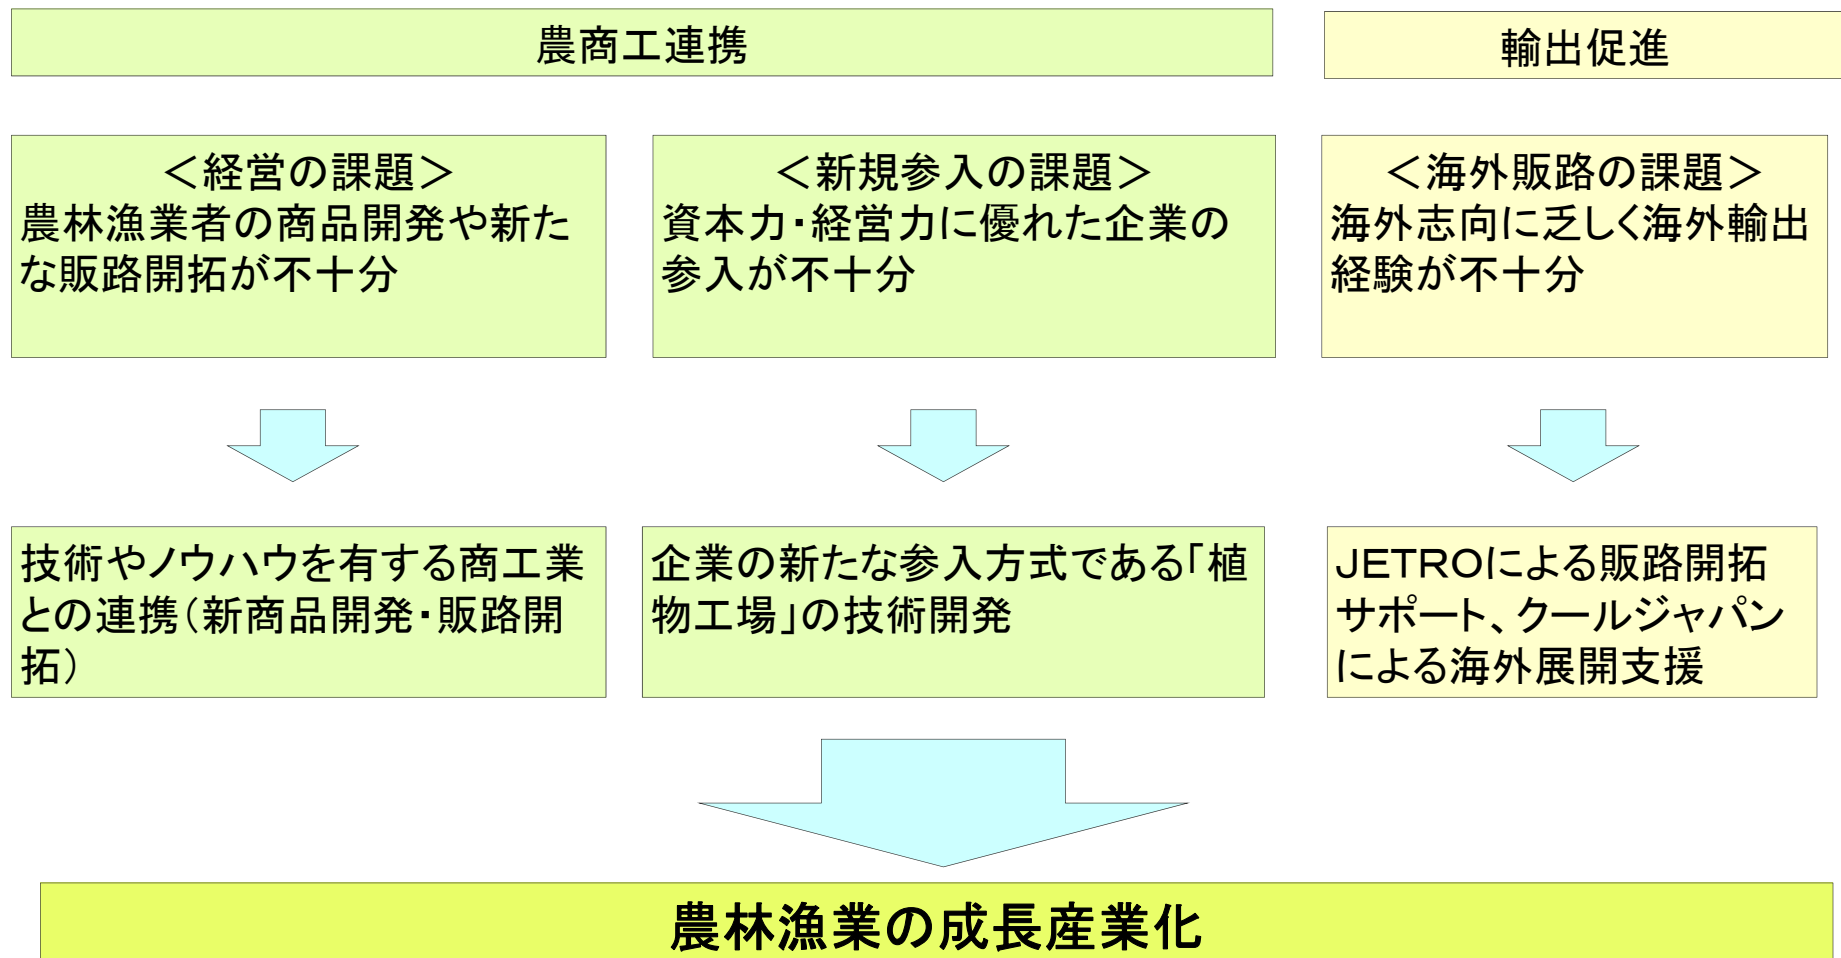 農商工連携
輸出促進
＜経営の課題＞
農林漁業者の商品開発や新た
な販路開拓が不十分
＜新規参入の課題＞
資本力・経営力に優れた企業の
参入が不十分
＜海外販路の課題＞
海外志向に乏しく海外輸出
経験が不十分
技術やノウハウを有する商工業
との連携（新商品開発・販路開
拓）
企業の新たな参入方式である「植
物工場」の技術開発
ＪＥＴＲＯによる販路開拓
サポート、クールジャパン
による海外展開支援
農林漁業の成長産業化